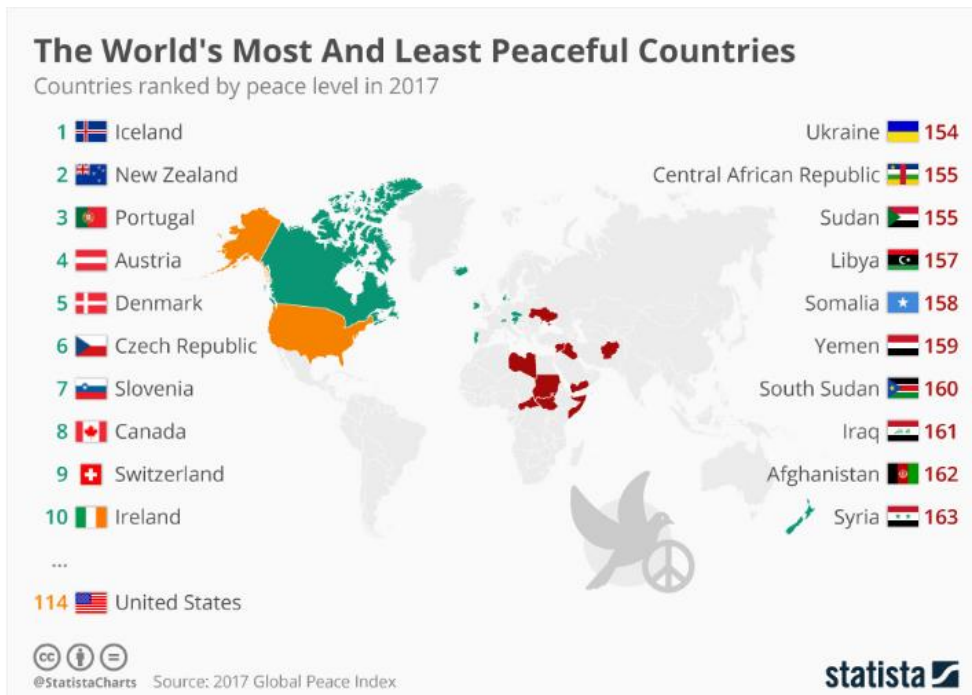 The World's Most And Least Peaceful Countries
Countries ranked by peace level in 2017
1 Iceland
2 New Zealand
3 Portugal
4 Austria
5 Denmark
6 Czech Republic
7 Slovenia
8 Canada
9 Switzerland
10 Ireland
...
114 United States
Ukraine 154
Central African Republic 155
Sudan 155
Libya 157
Somalia 158
Yemen 159
South Sudan 160
Iraq 161
Afghanistan 162
Syria 163
cc
@StatistaCharts Source: 2017 Global Peace Index
statista